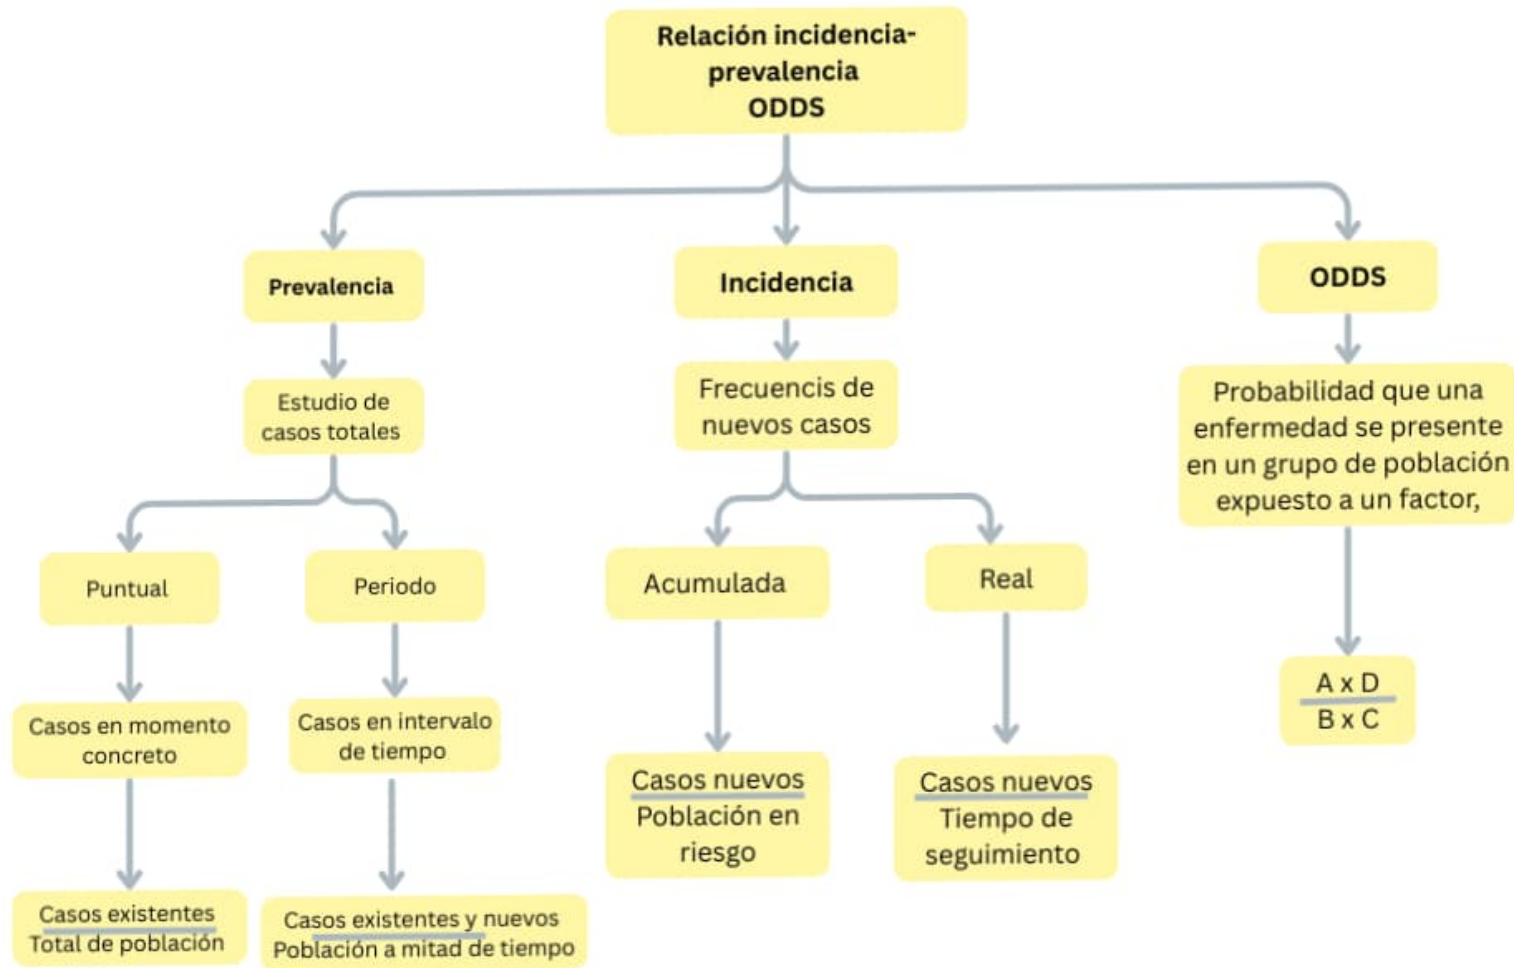 Relación incidencia-
prevalencia
ODDS
Prevalencia
Incidencia
ODDS
Estudio de
casos totales
Frecuencis de
nuevos casos
Probabilidad que una
enfermedad se presente
en un grupo de población
expuesto a un factor,
Puntual
Periodo
Acumulada
Real
Casos en momento
concreto
Casos en intervalo
de tiempo
Casos nuevos
Población en
riesgo
Casos nuevos
Tiempo de
seguimiento
A x D
B x C
Casos existentes
Total de población
Casos existentes y nuevos
Población a mitad de tiempo